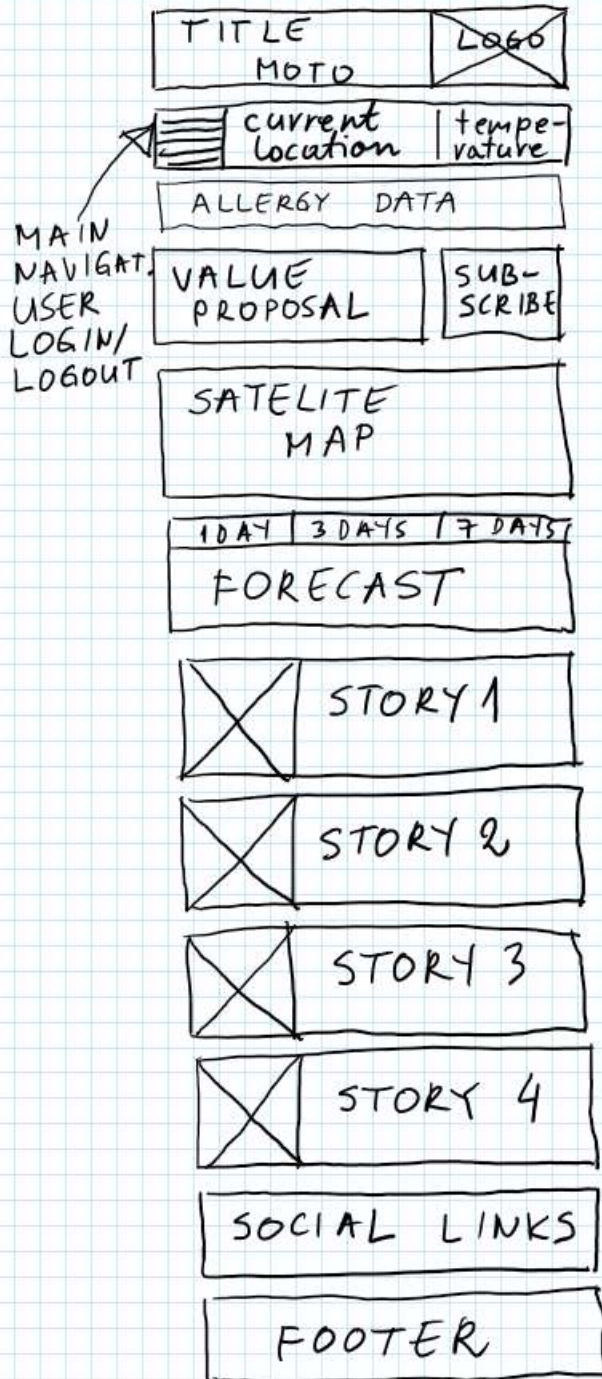 TITLE
MOTO
LOGO
current
location
tempe-
rature
ALLERGY DATA
MAIN
NAVIGAT.
USER
LOGIN/
LOGOUT
VALUE
PROPOSAL
SUB-
SCRIBE
SATELITE
MAP
1 DAY
3 DAYS
7 DAYS
FORECAST
STORY 1
STORY 2
STORY 3
STORY 4
SOCIAL LINKS
FOOTER